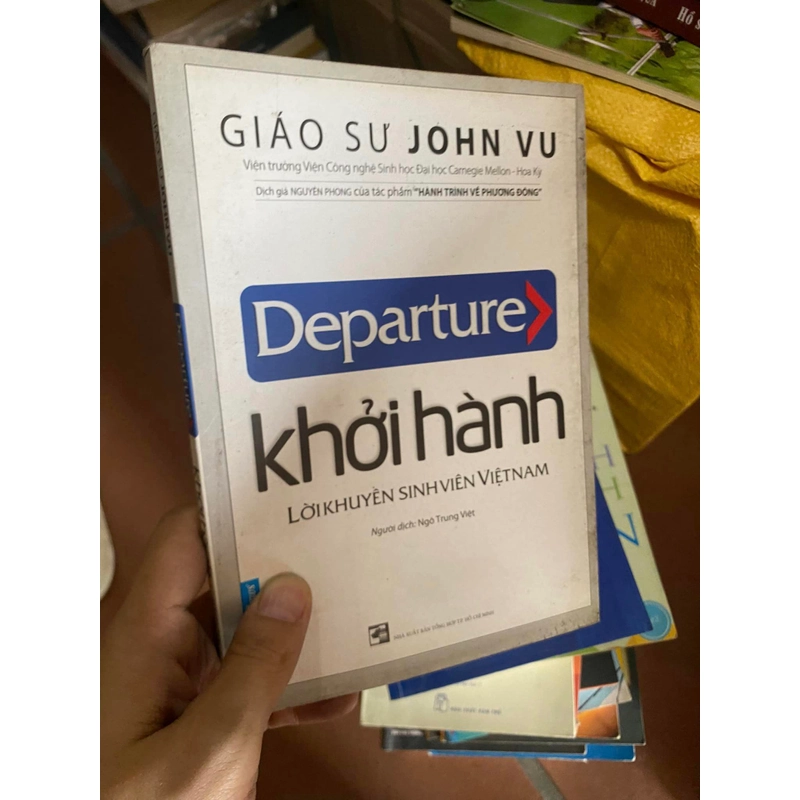 GIÁO SƯ JOHN VU
Viện trưởng Viện Công nghệ Sinh học Đại học Carnegie Mellon - Hoa Kỳ
Dịch giả NGUYÊN PHONG của tác phẩm "HÀNH TRÌNH VỀ PHƯƠNG ĐÔNG"
Departure
khởi hành
LỜI KHUYÊN SINH VIÊN VIỆT NAM
Người dịch: Ngô Trung Việt
NHÀ XUẤT BẢN TỔNG HỢP TP. HỒ CHÍ MINH